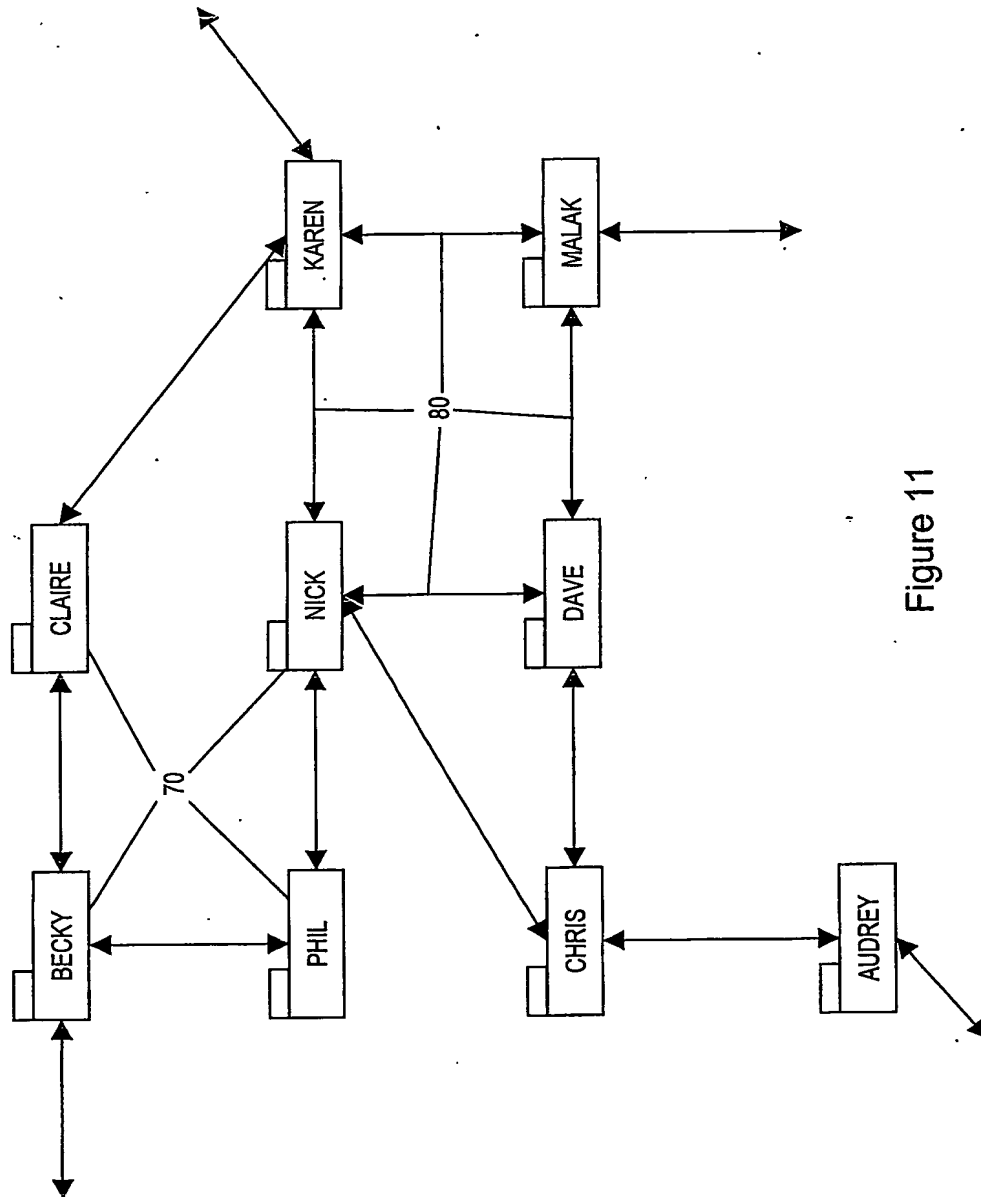 BECKY
CLAIRE
70
PHIL
NICK
KAREN
80
CHRIS
DAVE
MALAK
AUDREY
Figure 11